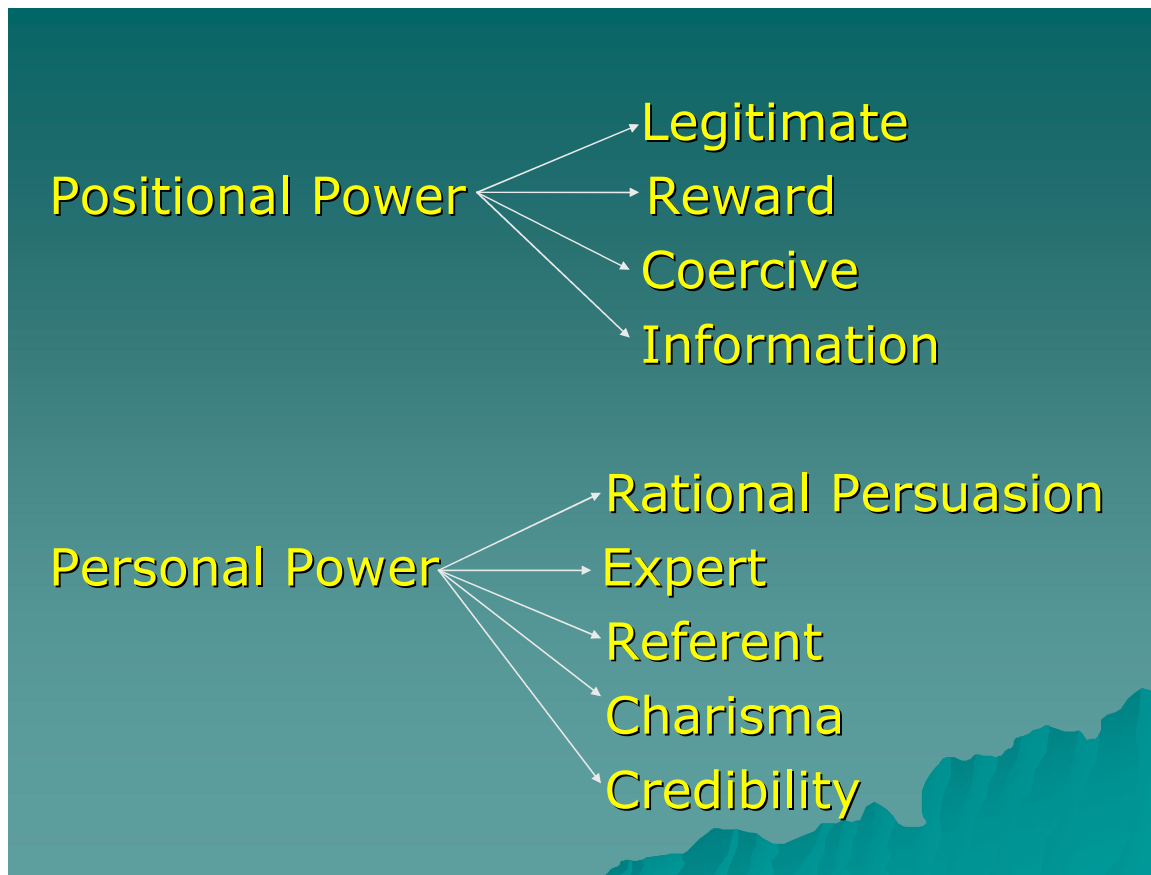 Legitimate
Positional Power Reward
Coercive
Information
Rational Persuasion
Personal Power Expert
Referent
Charisma
Credibility